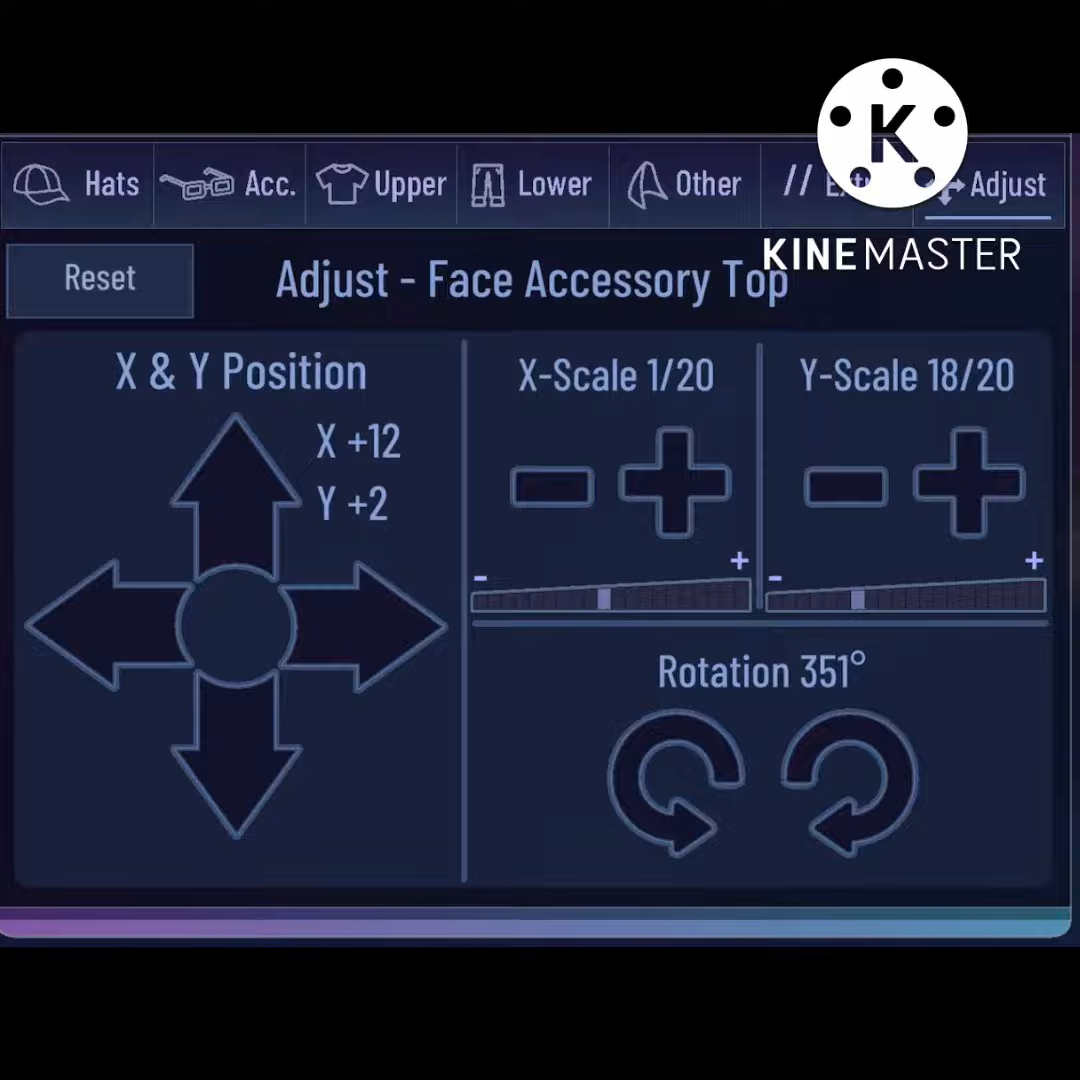 K
Hats
Acc.
Upper
Lower
Other
//
Adjust
KINEMASTER
Reset
Adjust - Face Accessory Top
X & Y Position
X +12
Y +2
X-Scale 1/20
- +
Y-Scale 18/20
- +
Rotation 351°